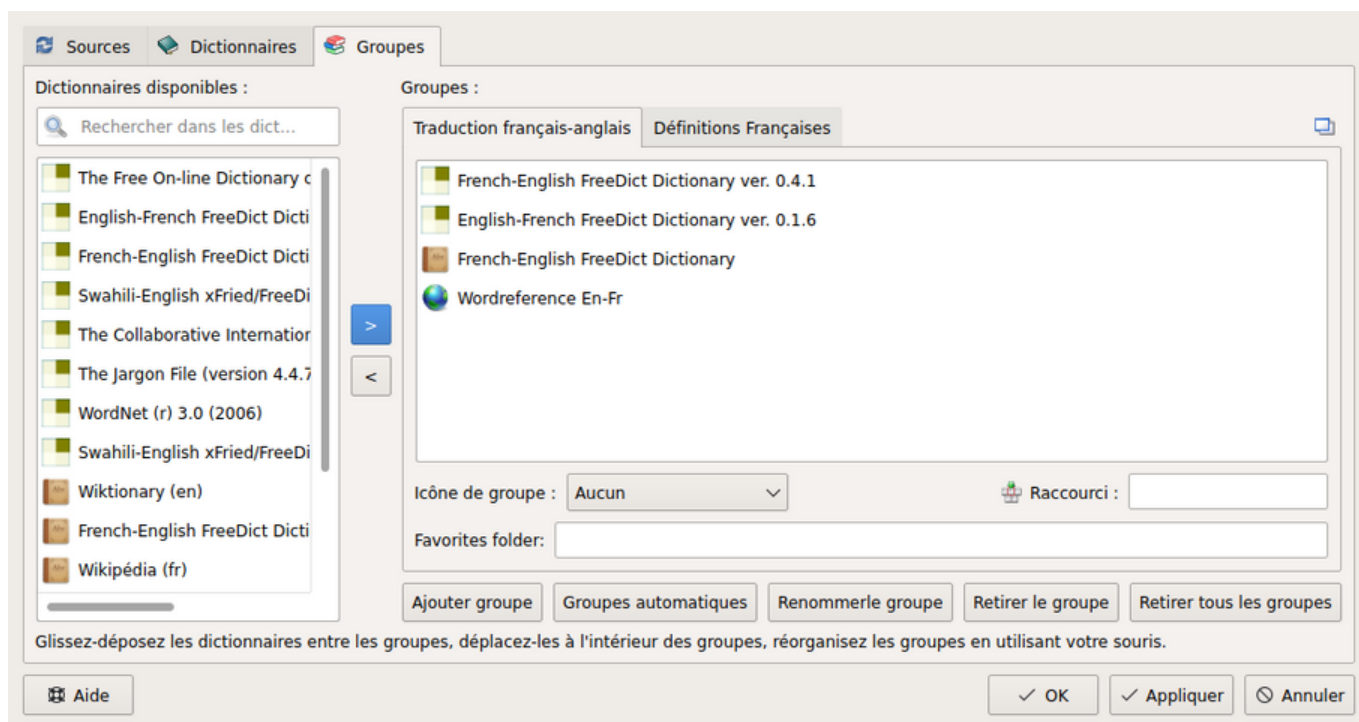 Sources Dictionnaires Groupes
Dictionnaires disponibles :
Rechercher dans les dict...
The Free On-line Dictionary c
English-French FreeDict Dicti
French-English FreeDict Dicti
Swahili-English xFried/FreeDi
The Collaborative Internatior
The Jargon File (version 4.4.7
WordNet (r) 3.0 (2006)
Swahili-English xFried/FreeDi
Wiktionary (en)
French-English FreeDict Dicti
Wikipédia (fr)
>
<
Groupes :
Traduction français-anglais Définitions Françaises
French-English FreeDict Dictionary ver. 0.4.1
English-French FreeDict Dictionary ver. 0.1.6
French-English FreeDict Dictionary
Wordreference En-Fr
Icône de groupe : Aucun Raccourci :
Favorites folder:
Ajouter groupe Groupes automatiques Renommerle groupe Retirer le groupe Retirer tous les groupes
Glissez-déposez les dictionnaires entre les groupes, déplacez-les à l'intérieur des groupes, réorganisez les groupes en utilisant votre souris.
Aide OK Appliquer Annuler